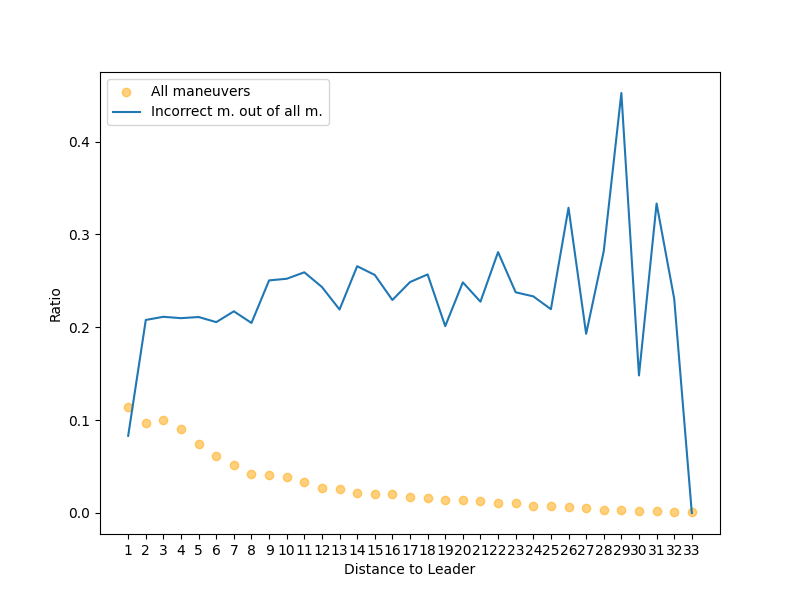 All maneuvers
Incorrect m. out of all m.
0.4
0.3
0.2
0.1
0.0
Ratio
1 2 3 4 5 6 7 8 9 10 11 12 13 14 15 16 17 18 19 20 21 22 23 24 25 26 27 28 29 30 31 32 33
Distance to Leader